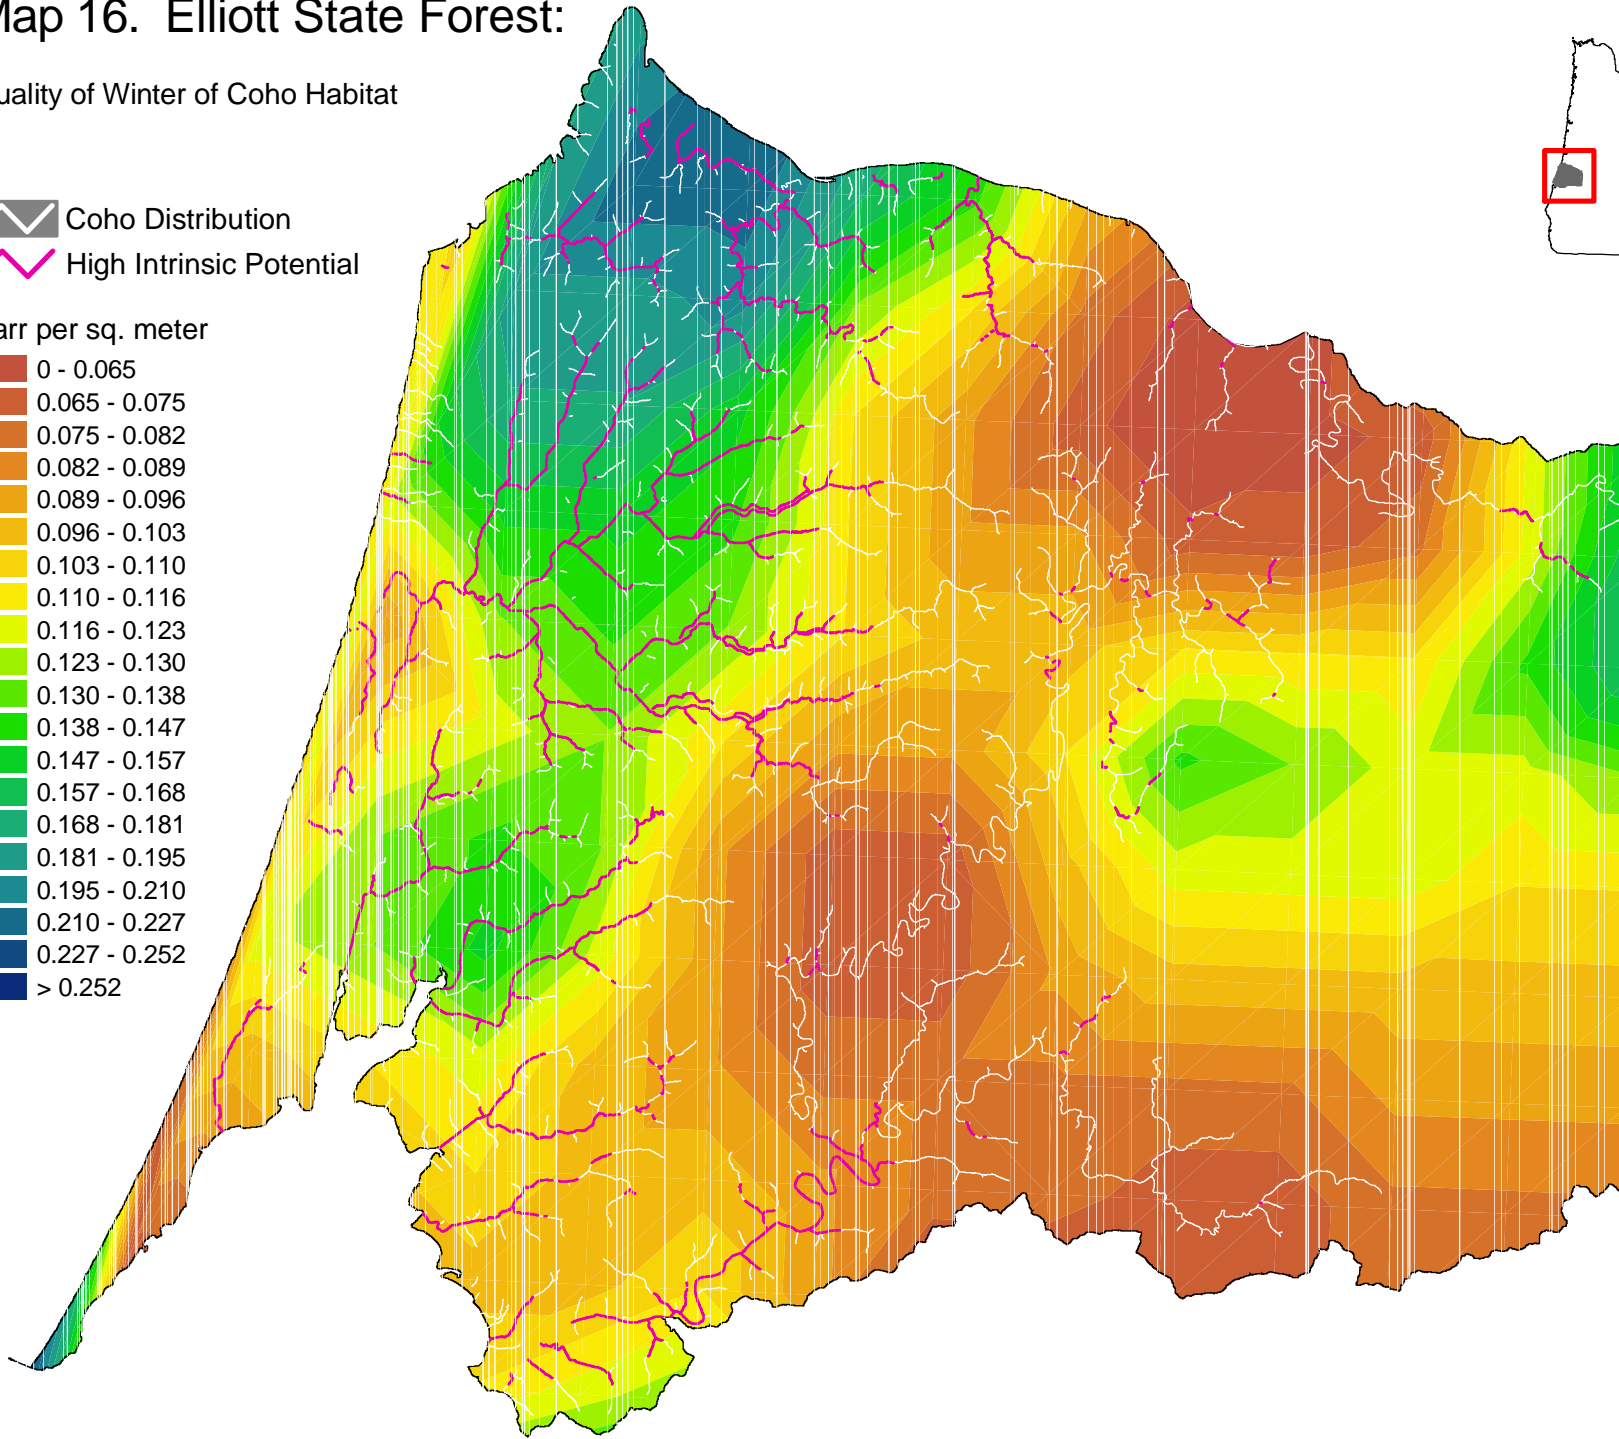 Map 16. Elliott State Forest:
uality of Winter of Coho Habitat
Coho Distribution
High Intrinsic Potential
arr per sq. meter
0 - 0.065
0.065 - 0.075
0.075 - 0.082
0.082 - 0.089
0.089 - 0.096
0.096 - 0.103
0.103 - 0.110
0.110 - 0.116
0.116 - 0.123
0.123 - 0.130
0.130 - 0.138
0.138 - 0.147
0.147 - 0.157
0.157 - 0.168
0.168 - 0.181
0.181 - 0.195
0.195 - 0.210
0.210 - 0.227
0.227 - 0.252
> 0.252